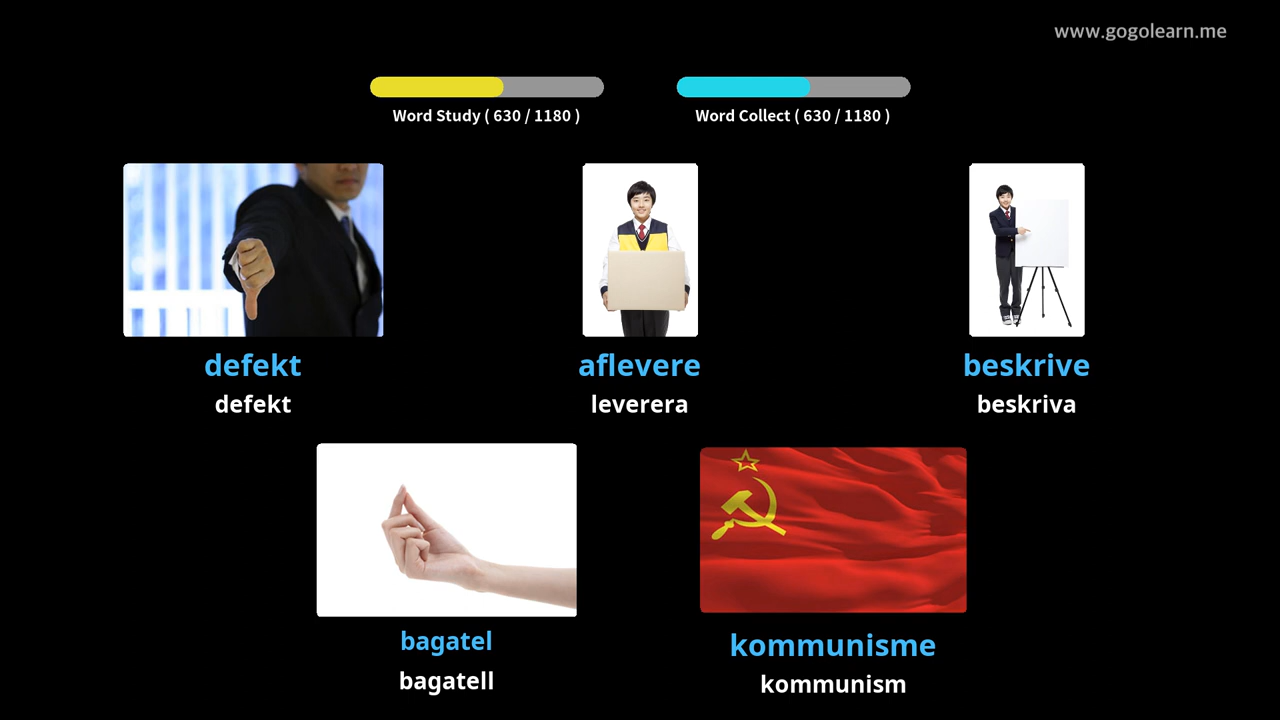 www.gogolearn.me
Word Study ( 630 / 1180 )
Word Collect ( 630 / 1180 )
defekt
defekt
aflevere
leverera
beskrive
beskriva
bagatel
bagatell
kommunisme
kommunism